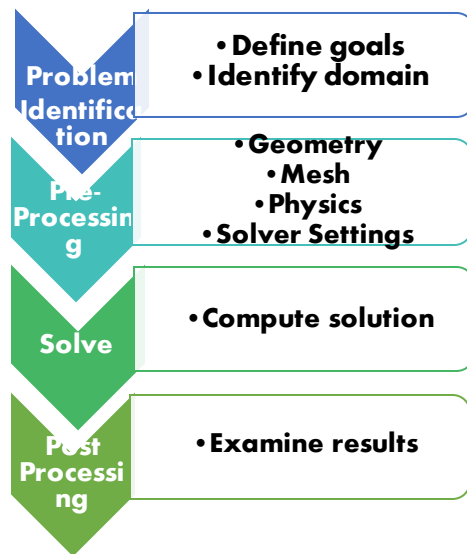 Problem
Identifica
tion
• Define goals
• Identify domain
Pre-
Processin
g
• Geometry
• Mesh
• Physics
• Solver Settings
Solve
• Compute solution
Post
Processi
ng
• Examine results